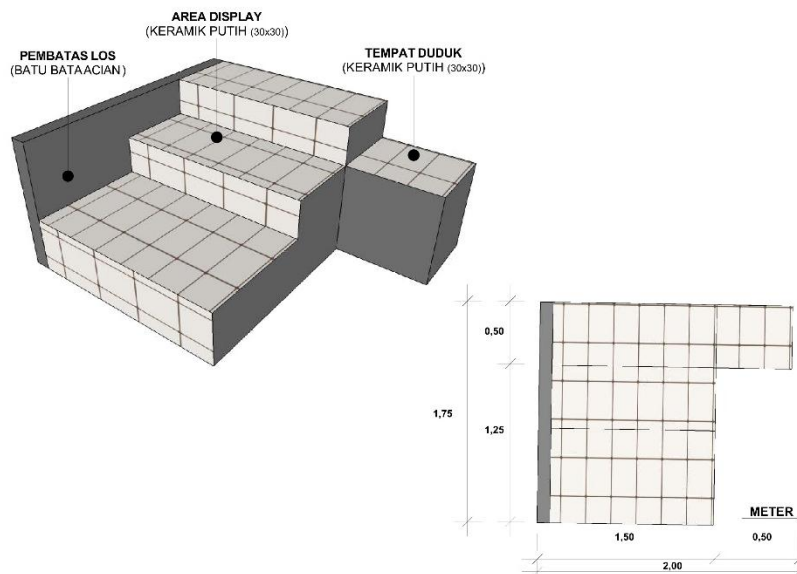 AREA DISPLAY
(KERAMIK PUTIH (30x30))
TEMPAT DUDUK
(KERAMIK PUTIH (30x30))
PEMBATAS LOS
(BATU BATA ACIAN)
0,50
1,75
1,25
METER
1,50
0,50
2,00